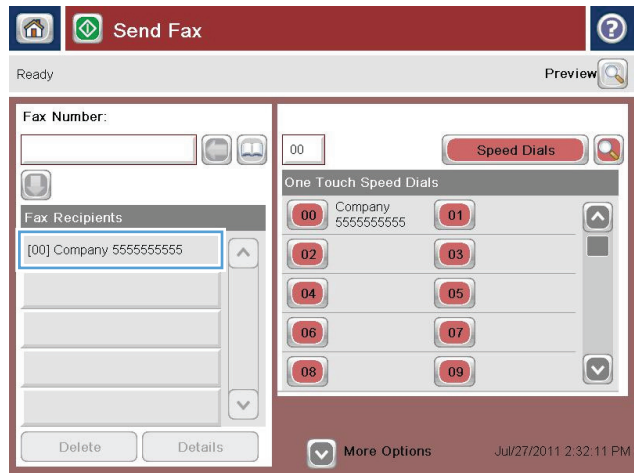 Send Fax
?
Ready
Preview
Fax Number:
00
Speed Dials
One Touch Speed Dials
Fax Recipients
00 Company 5555555555 01
[00] Company 5555555555
02 03
04 05
06 07
08 09
Delete Details
More Options
Jul/27/2011 2:32:11 PM